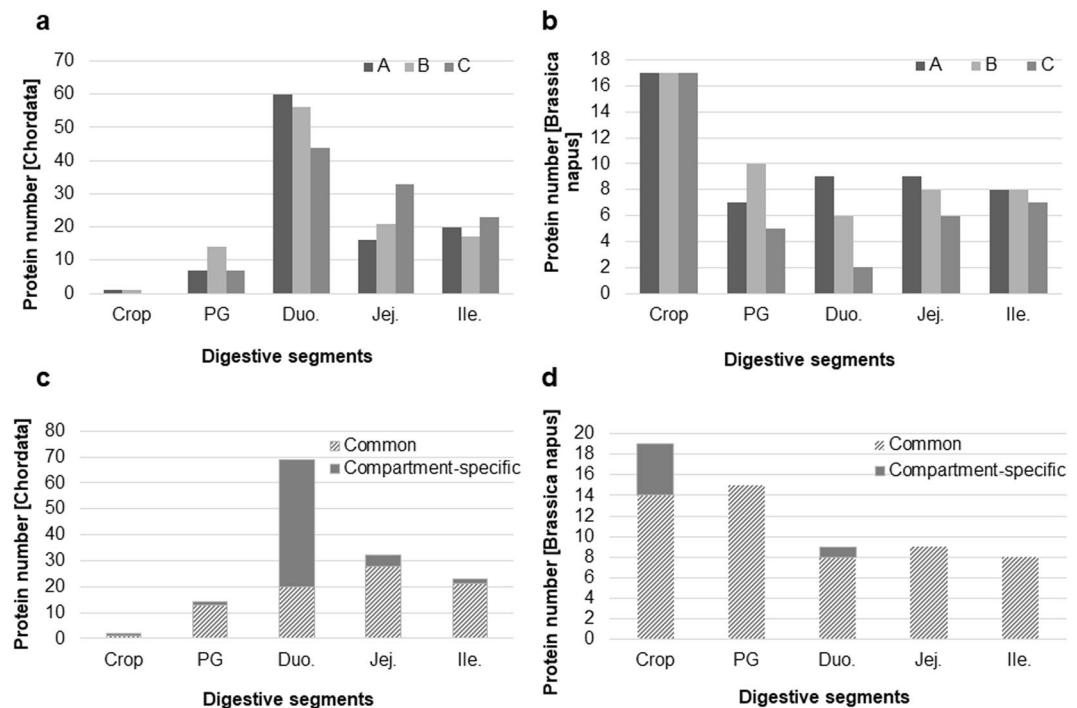 a
Protein number [Chordata]
70
60
50
40
30
20
10
0
A B C
Crop PG Duo. Jej. Ile.
Digestive segments
b
Protein number [Brassica
napus]
18
16
14
12
10
8
6
4
2
0
A B C
Crop PG Duo. Jej. Ile.
Digestive segments
c
Protein number [Chordata]
80
70
60
50
40
30
20
10
0
Common
Compartment-specific
Crop PG Duo. Jej. Ile.
Digestive segments
d
Protein number [Brassica napus]
20
18
16
14
12
10
8
6
4
2
0
Common
Compartment-specific
Crop PG Duo. Jej. Ile.
Digestive segments